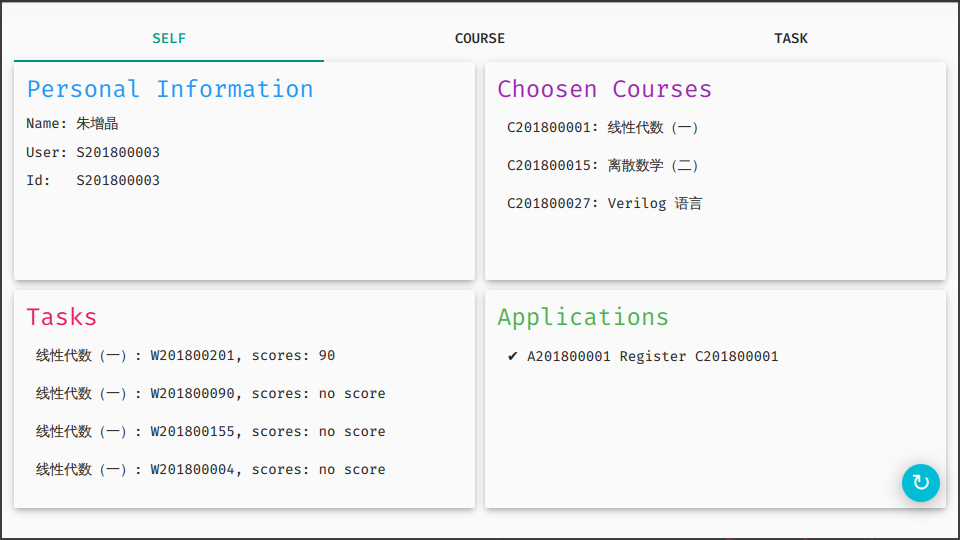 SELF COURSE TASK
Personal Information
Name: 朱增晶
User: S201800003
Id: S201800003
Choosen Courses
C201800001: 线性代数（一）
C201800015: 离散数学（二）
C201800027: Verilog 语言
Tasks
线性代数（一）: W201800201, scores: 90
线性代数（一）: W201800090, scores: no score
线性代数（一）: W201800155, scores: no score
线性代数（一）: W201800004, scores: no score
Applications
✔ A201800001 Register C201800001
↻